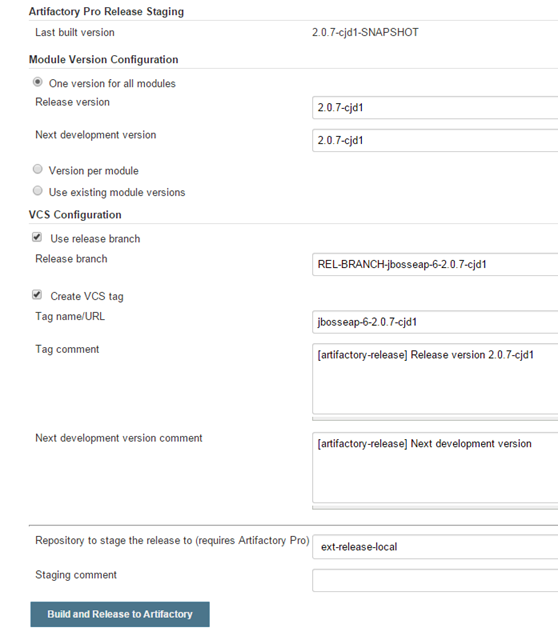 Artifactory Pro Release Staging
Last built version 2.0.7-cjd1-SNAPSHOT
Module Version Configuration
One version for all modules
Release version 2.0.7-cjd1
Next development version 2.0.7-cjd1
Version per module
Use existing module versions
VCS Configuration
Use release branch
Release branch REL-BRANCH-jbosseap-6-2.0.7-cjd1
Create VCS tag
Tag name/URL jbosseap-6-2.0.7-cjd1
Tag comment [artifactory-release] Release version 2.0.7-cjd1
Next development version comment [artifactory-release] Next development version
Repository to stage the release to (requires Artifactory Pro) ext-release-local
Staging comment
Build and Release to Artifactory